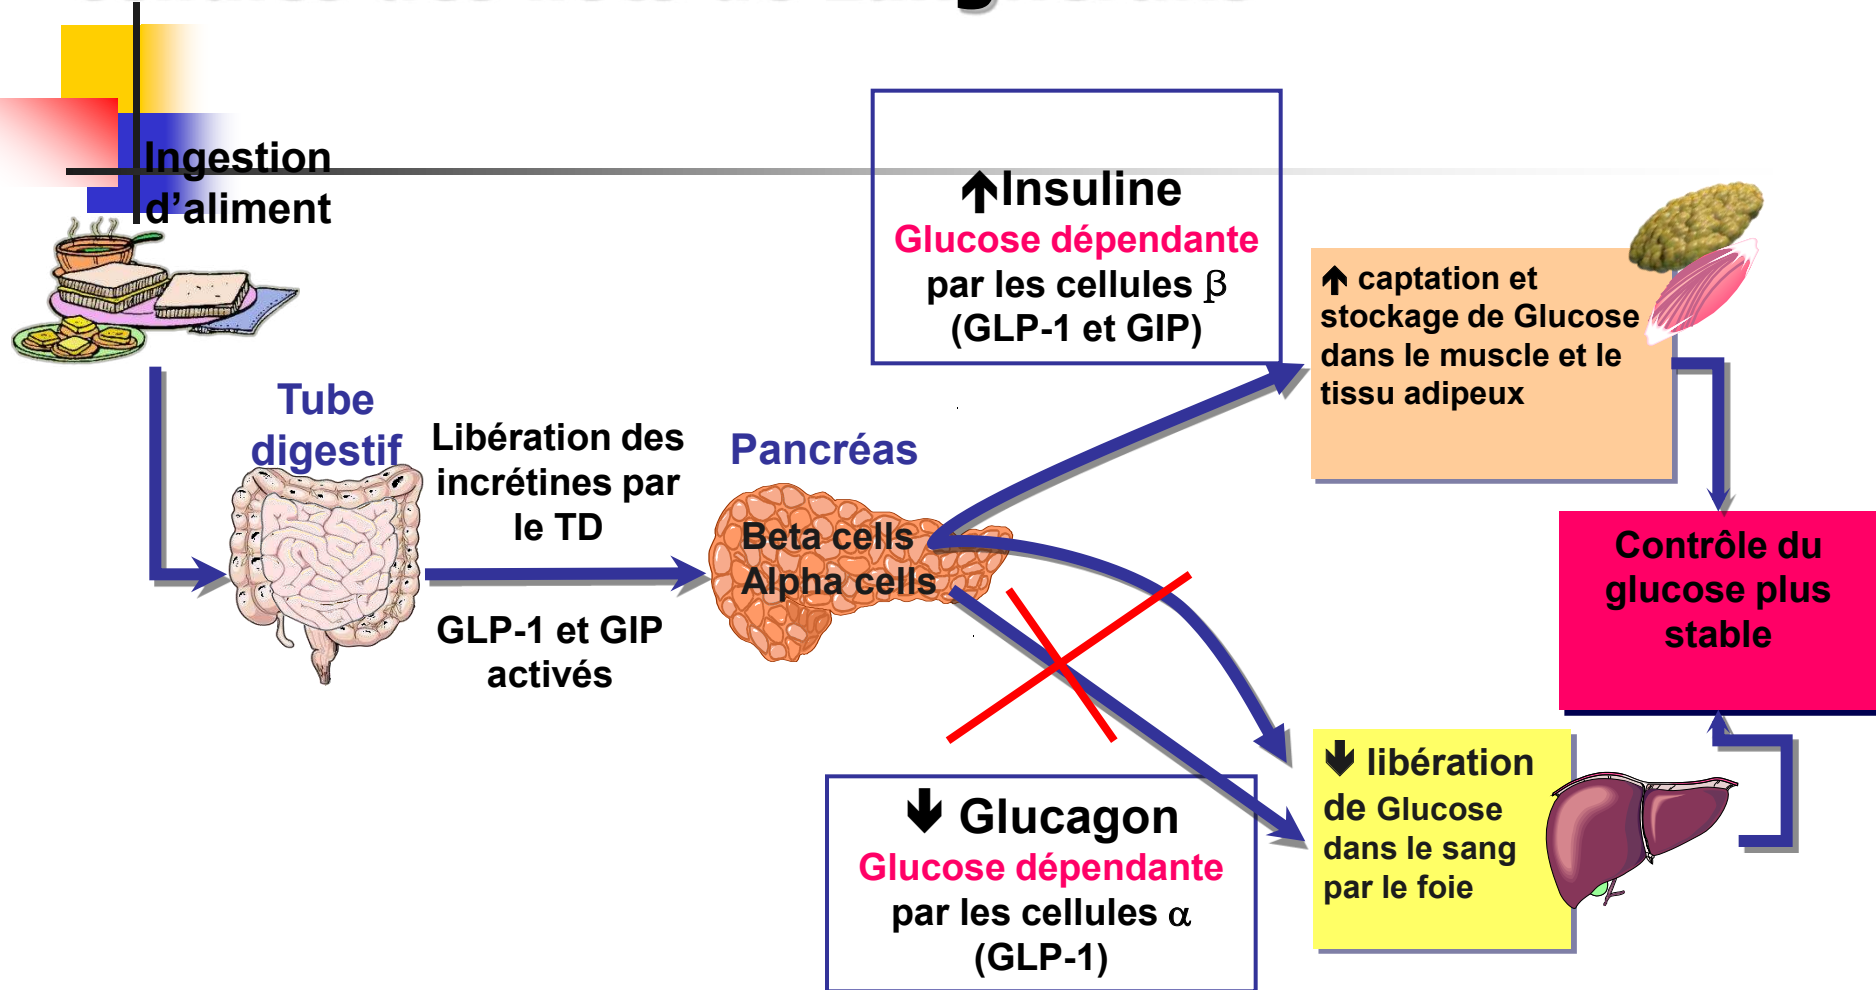 Ingestion
d’aliment
🡹Insuline
Glucose dépendante
par les cellules β
(GLP-1 et GIP)
🡹 captation et
stockage de Glucose
dans le muscle et le
tissu adipeux
Tube
digestif
Libération des
incrétines par
le TD
GLP-1 et GIP
activés
Pancréas
Beta cells
Alpha cells
Contrôle du
glucose plus
stable
🡻 Glucagon
Glucose dépendante
par les cellules α
(GLP-1)
🡻 libération
de Glucose
dans le sang
par le foie